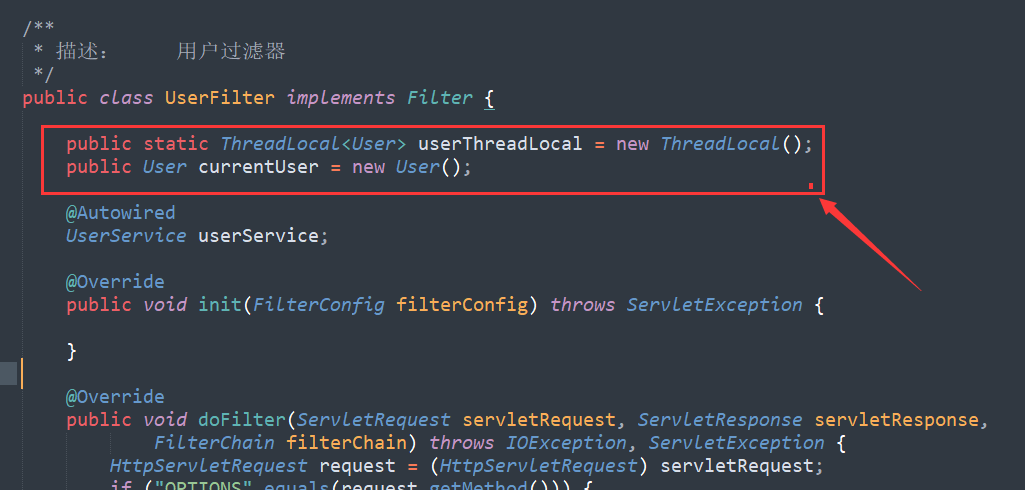 /**
* 描述： 用户过滤器
*/
public class UserFilter implements Filter {
public static ThreadLocal<User> userThreadLocal = new ThreadLocal();
public User currentUser = new User();
@Autowired
UserService userService;
@Override
public void init(FilterConfig filterConfig) throws ServletException {
}
@Override
public void doFilter(ServletRequest servletRequest, ServletResponse servletResponse,
FilterChain filterChain) throws IOException, ServletException {
HttpServletRequest request = (HttpServletRequest) servletRequest;
if ("OPTIONS".equals(request.getMethod())) {